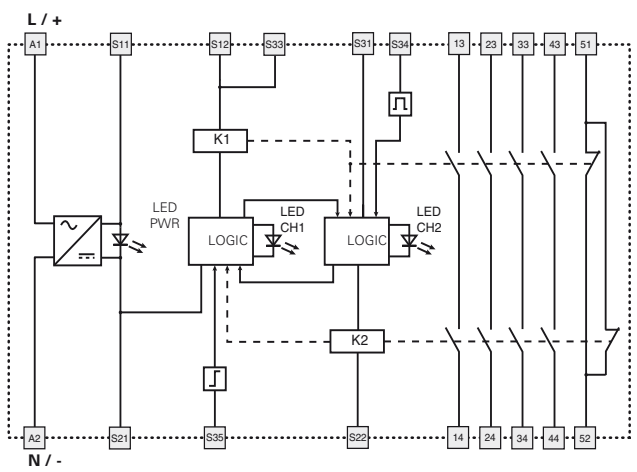 L / +
A1 S11 S12 S33 S31 S34 13 23 33 43 51
K1
LED
PWR
LED
CH1
LED
CH2
LOGIC LOGIC
K2
A2 S21 S35 S22 14 24 34 44 52
N / -